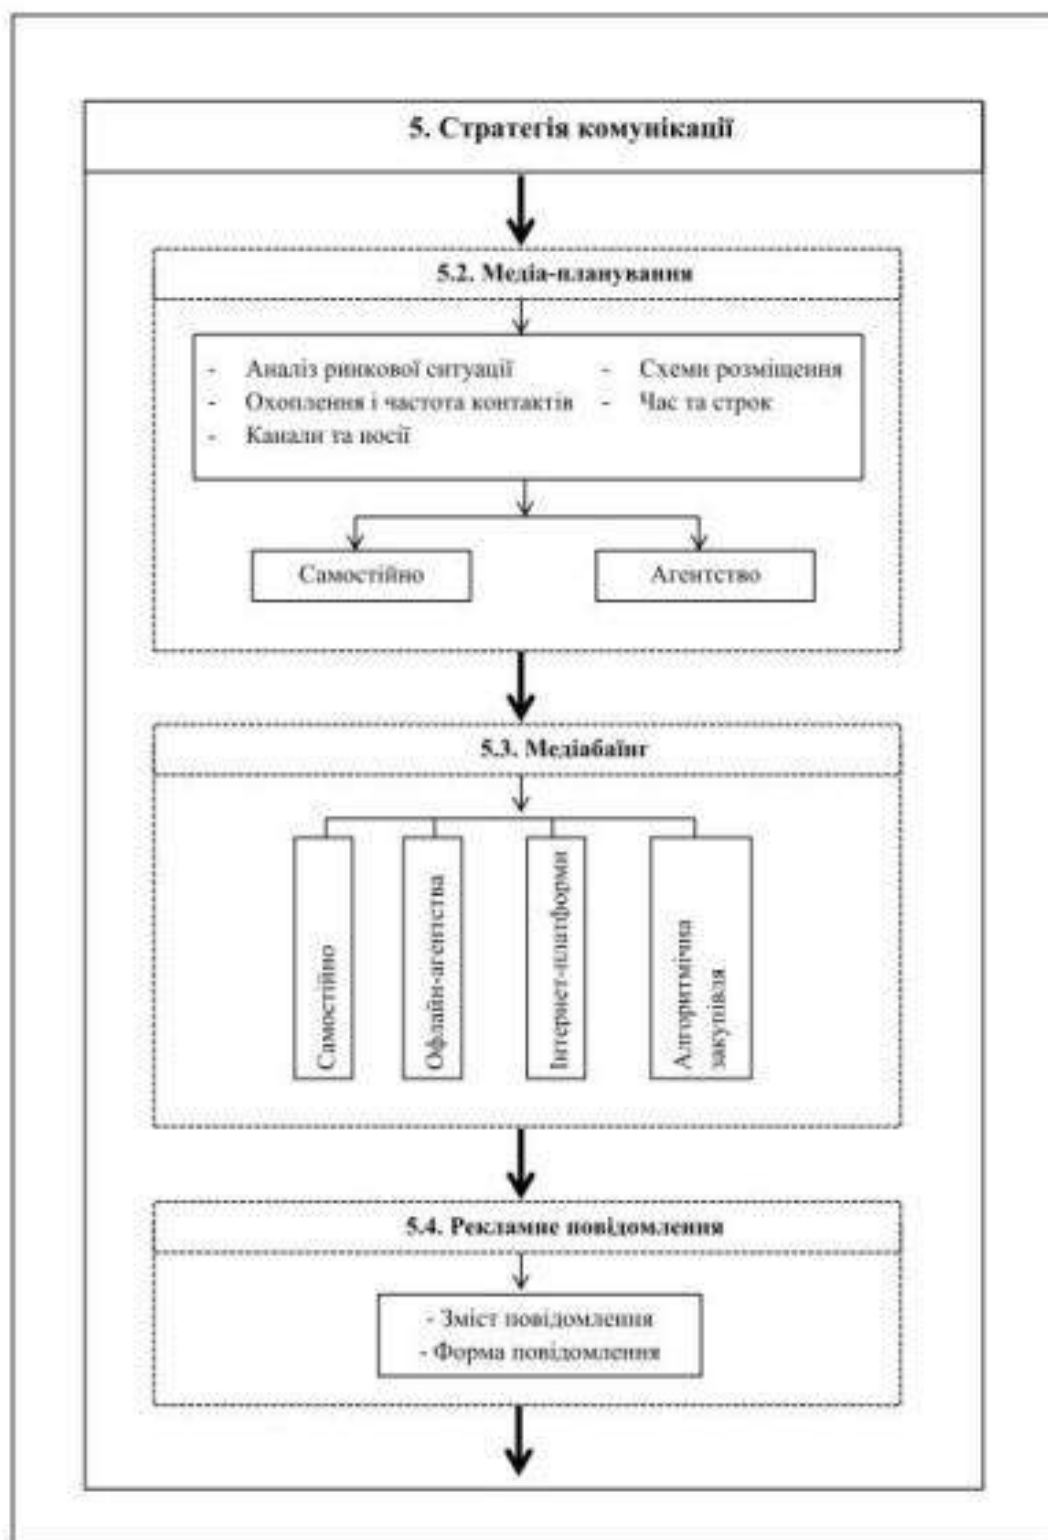 5. Стратегія комунікації
5.2. Медіа-планування
- Аналіз ринкової ситуації
- Охоплення і частота контактів
- Канали та носії
- Схеми розміщення
- Час та строк
Самостійно
Агентство
5.3. Медіабаїнг
Самостійно
Офлайн-агентства
Інтернет-платформи
Алгоритмічна
закупівля
5.4. Рекламне повідомлення
- Зміст повідомлення
- Форма повідомлення